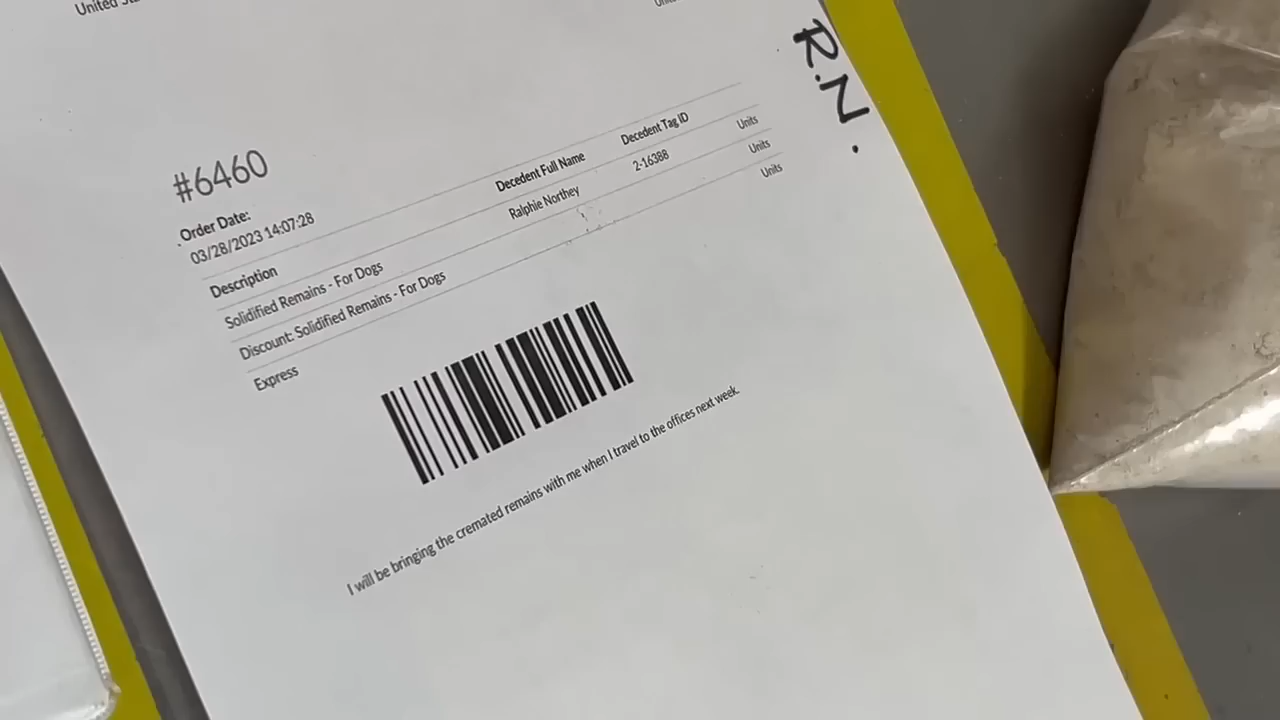 United
R.N.
#6460
Order Date:
03/28/2023 14:07:28
Description Decedent Full Name Decedent Tag ID Units
Solidified Remains - For Dogs Ralphie Northey 2-16388 Units
Discount: Solidified Remains - For Dogs Units
Express
I will be bringing the cremated remains with me when I travel to the offices next week.